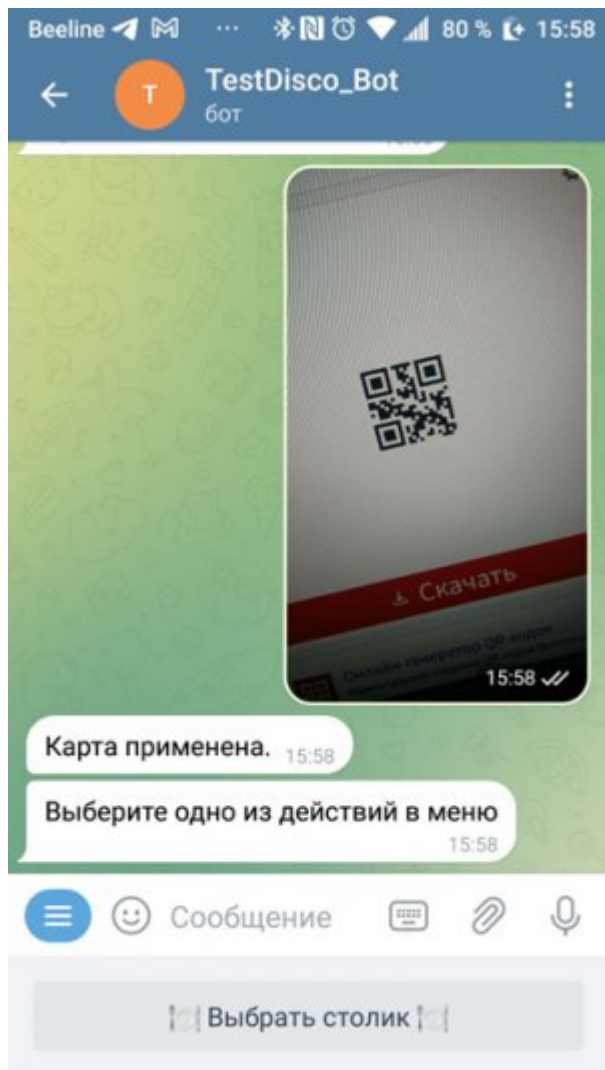 Beeline 80 % 15:58
TestDisco_Bot
Т
бот
Скачать
Онлайн генератор QR-кодов
15:58
Карта применена. 15:58
Выберите одно из действий в меню
15:58
Сообщение
Выбрать столик